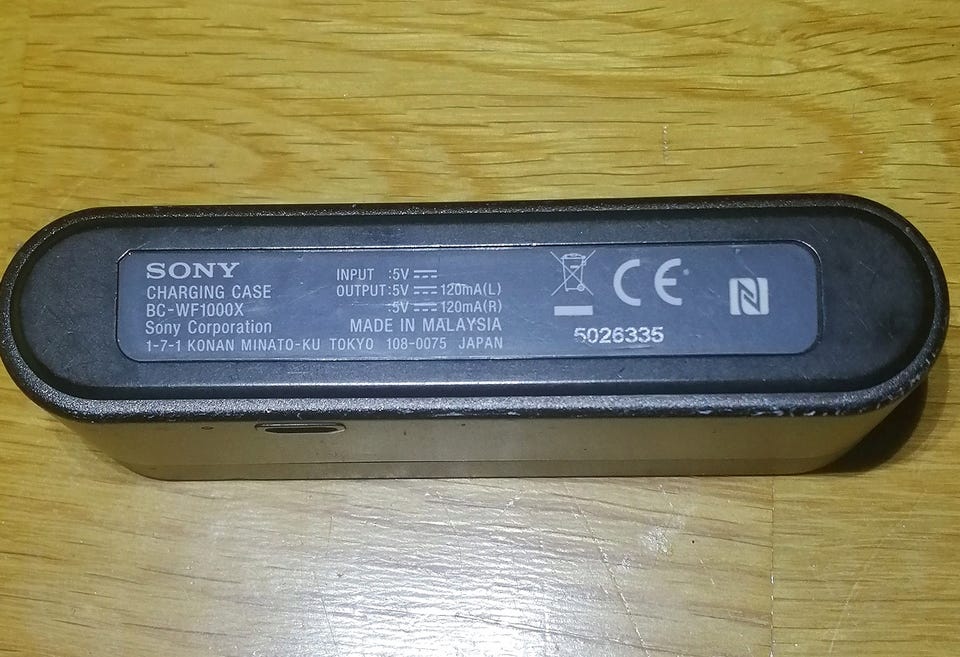 SONY
CHARGING CASE
BC-WF1000X
Sony Corporation
1-7-1 KONAN MINATO-KU TOKYO 108-0075 JAPAN
INPUT :5V ⎓
OUTPUT:5V ⎓ 120mA(L)
:5V ⎓ 120mA(R)
MADE IN MALAYSIA
CE
5026335
N